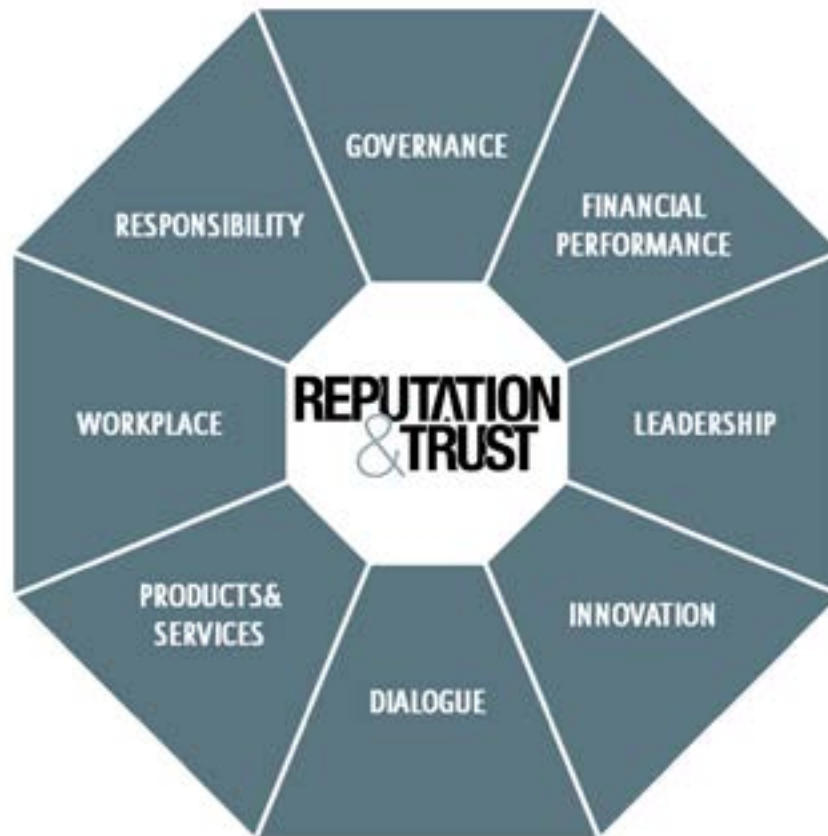 GOVERNANCE
FINANCIAL
PERFORMANCE
RESPONSIBILITY
REPUTATION
&TRUST
WORKPLACE
LEADERSHIP
PRODUCTS&
SERVICES
INNOVATION
DIALOGUE